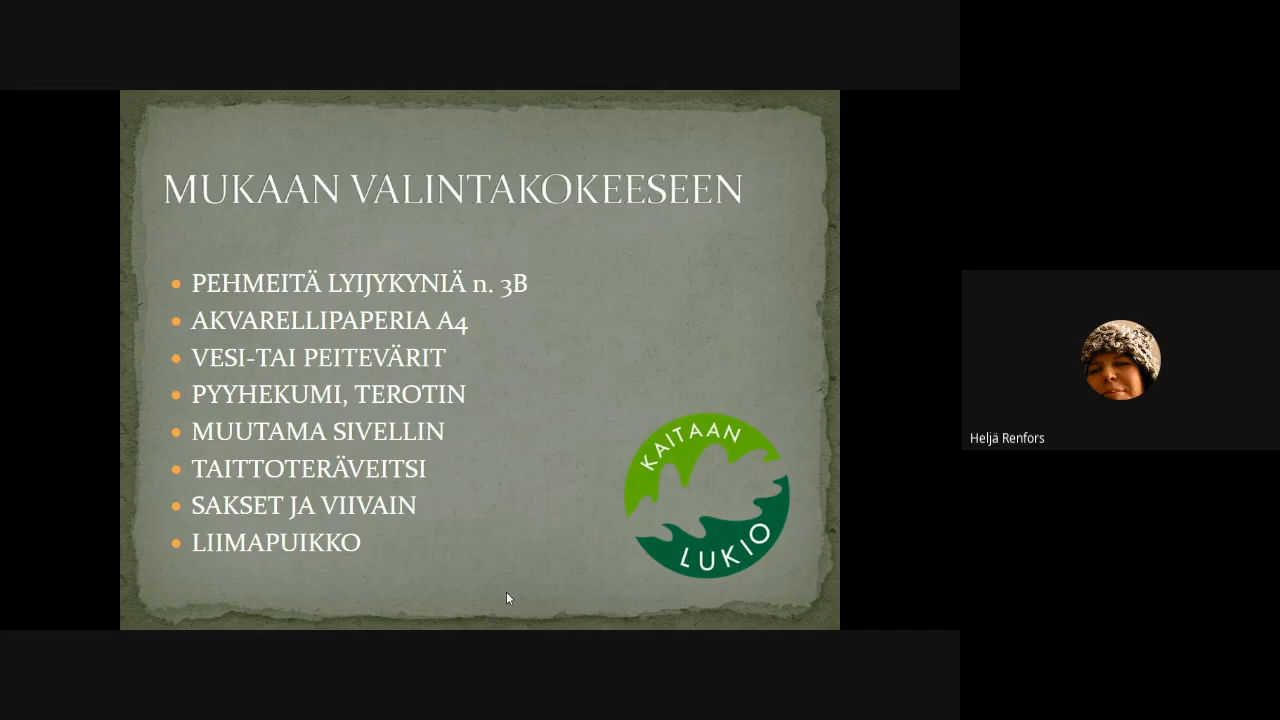 MUKAAN VALINTAKOKEESEEN
• PEHMEITÄ LYIJYKYNIÄ n. 3B
• AKVARELLIPAPERIA A4
• VESI-TAI PEITEVÄRIT
• PYYHEKUMI, TEROTIN
• MUUTAMA SIVELLIN
• TAITTOTERÄVEITSI
• SAKSET JA VIIVAIN
• LIIMAPUIKKO
KAITAAN
LUKIO
Heljä Renfors